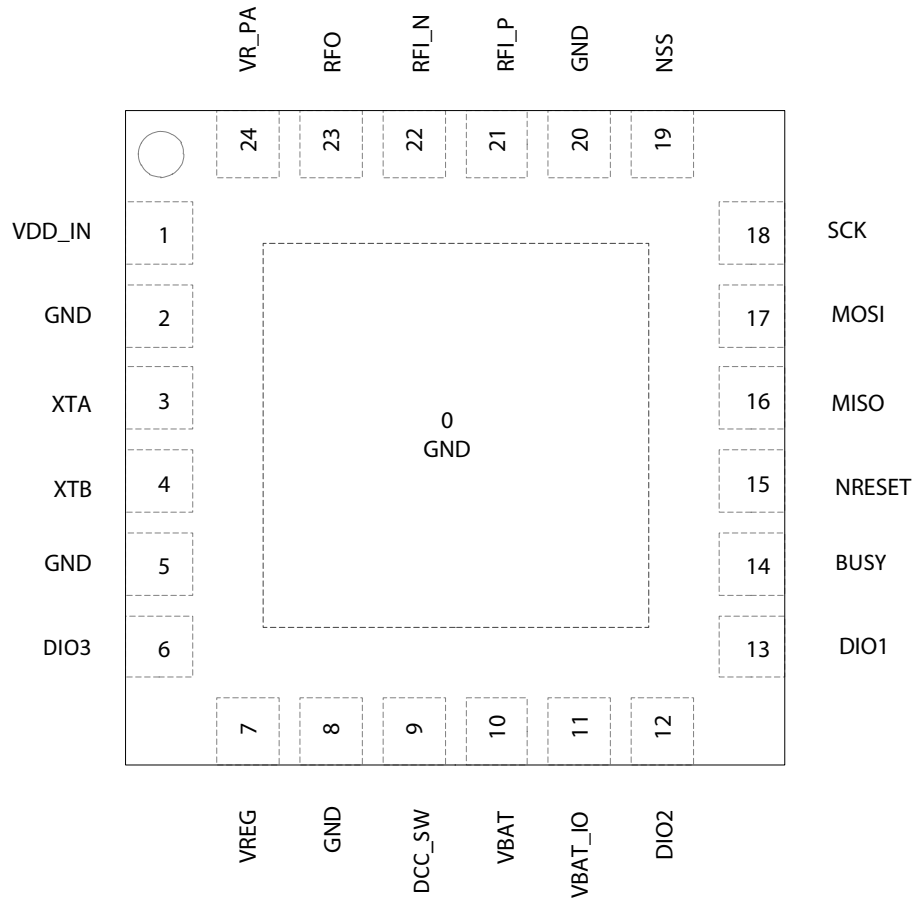 VR_PA
RFO
RFI_N
RFI_P
GND
NSS
24
23
22
21
20
19
VDD_IN
1
18
SCK
GND
2
17
MOSI
XTA
3
16
MISO
0
GND
XTB
4
15
NRESET
GND
5
14
BUSY
DIO3
6
13
DIO1
7
8
9
10
11
12
VREG
GND
DCC_SW
VBAT
VBAT_IO
DIO2